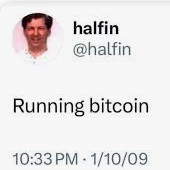 halfin
@halfin
Running bitcoin
10:33 PM · 1/10/09